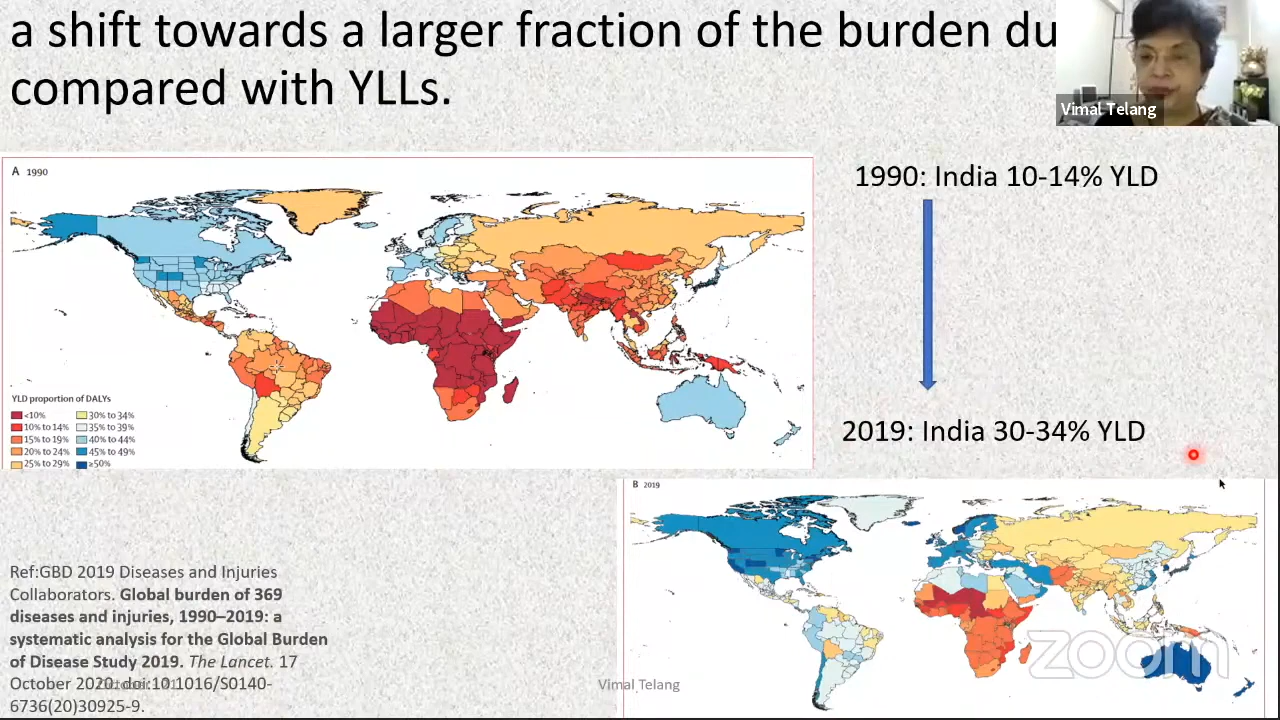 a shift towards a larger fraction of the burden du
compared with YLLs.
Vimal Telang
A 1990
1990: India 10-14% YLD
YLD proportion of DALYs
<10%
10% to 14%
15% to 19%
20% to 24%
25% to 29%
30% to 34%
35% to 39%
40% to 44%
45% to 49%
≥50%
2019: India 30-34% YLD
B 2019
Ref:GBD 2019 Diseases and Injuries
Collaborators. Global burden of 369
diseases and injuries, 1990–2019: a
systematic analysis for the Global Burden
of Disease Study 2019. The Lancet. 17
October 2020. doi:10.1016/S0140-
6736(20)30925-9.
Vimal Telang
zoom